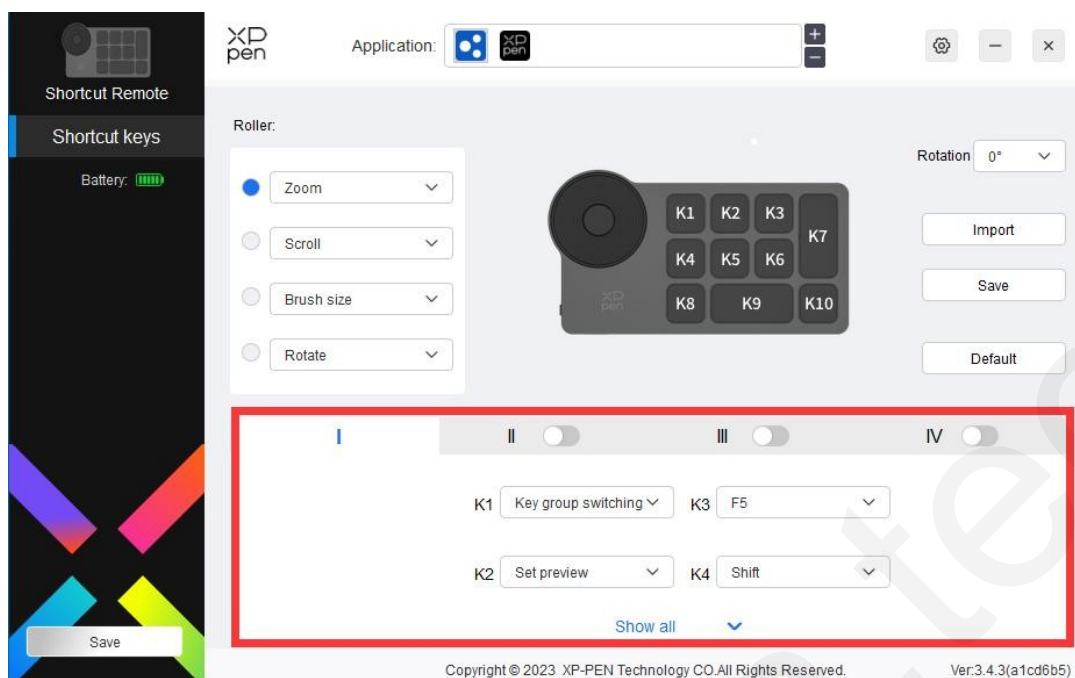 XP
pen
Application:
XP
pen
+
−
Shortcut Remote
Shortcut keys
Battery:
Roller:
Rotation 0°
Zoom
Scroll
Brush size
Rotate
K1 K2 K3
K7
K4 K5 K6
K8 K9 K10
XP
pen
Import
Save
Default
I II III IV
K1 Key group switching K3 F5
K2 Set preview K4 Shift
Show all
Save
Copyright © 2023 XP-PEN Technology CO.All Rights Reserved. Ver:3.4.3(a1cd6b5)